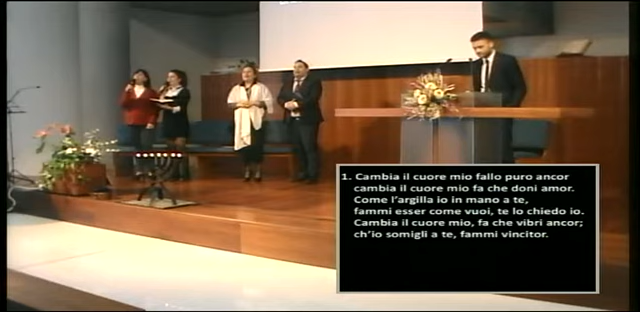 1. Cambia il cuore mio fallo puro ancor
cambia il cuore mio fa che doni amor.
Come l'argilla io in mano a te,
fammi esser come vuoi, te lo chiedo io.
Cambia il cuore mio, fa che vibri ancor;
ch'io somigli a te, fammi vincitor.